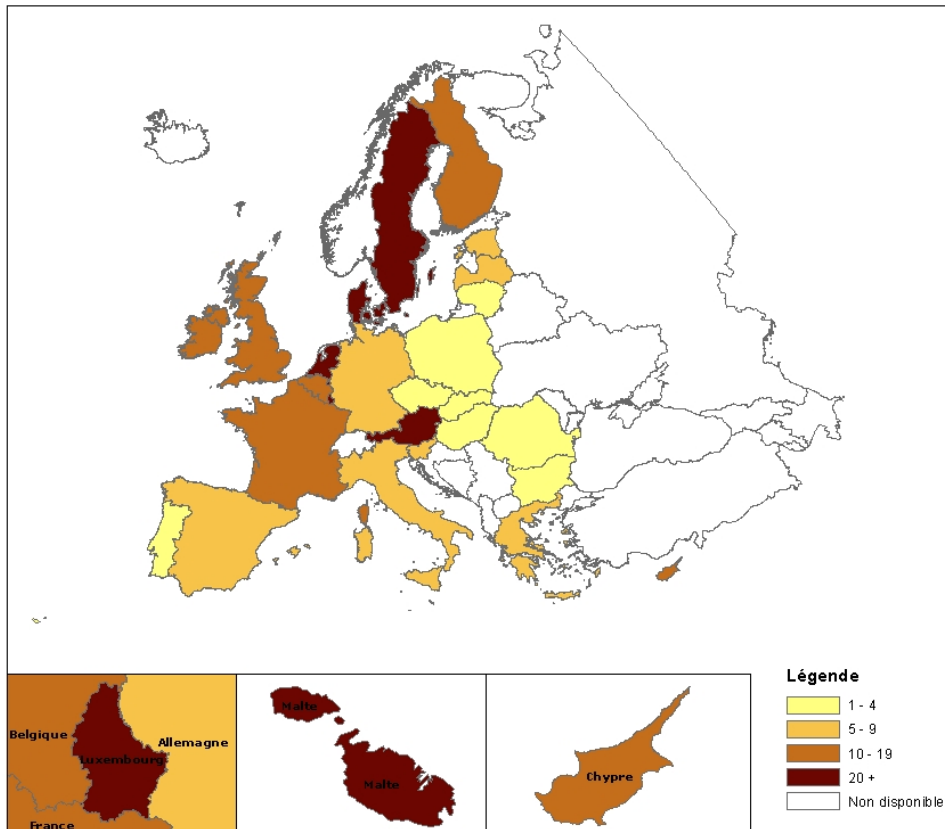 Belgique
Allemagne
Luxembourg
France
Malte
Malte
Chypre
Légende
1 - 4
5 - 9
10 - 19
20 +
Non disponible